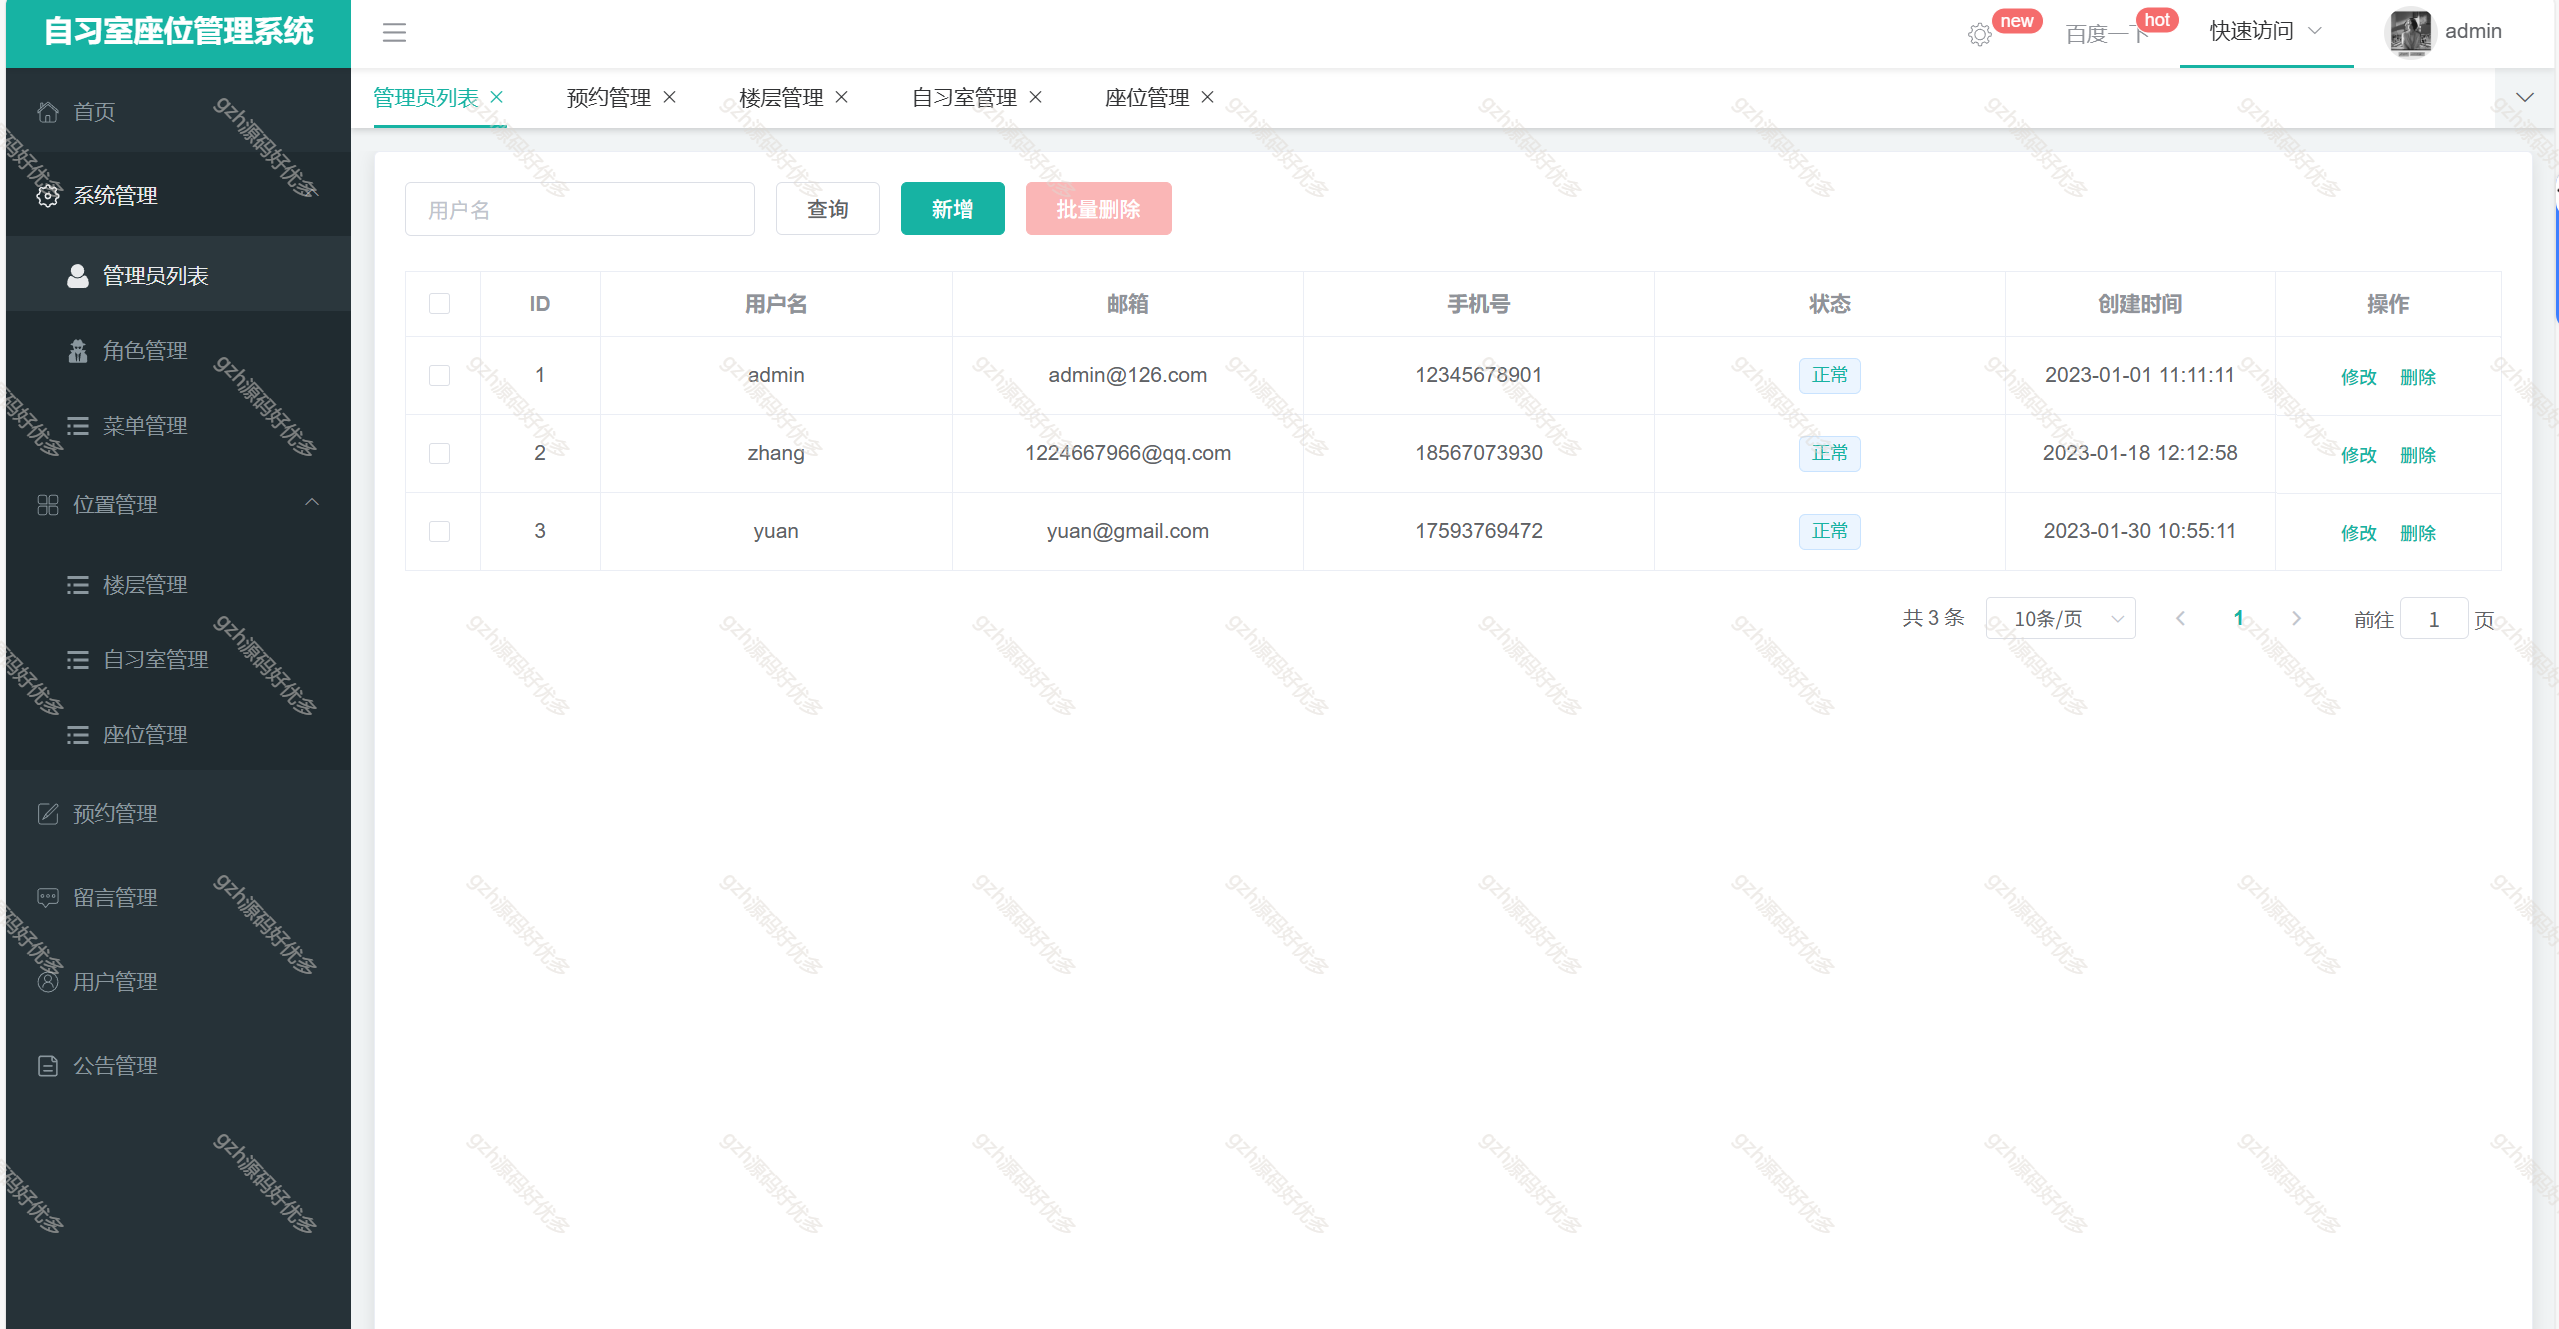 自习室座位管理系统
new
百度一下
hot
快速访问
admin
首页
系统管理
管理员列表
角色管理
菜单管理
位置管理
楼层管理
自习室管理
座位管理
预约管理
留言管理
用户管理
公告管理
管理员列表 预约管理 楼层管理 自习室管理 座位管理
用户名 查询 新增 批量删除
ID 用户名 邮箱 手机号 状态 创建时间 操作
1 admin admin@126.com 12345678901 正常 2023-01-01 11:11:11 修改 删除
2 zhang 1224667966@qq.com 18567073930 正常 2023-01-18 12:12:58 修改 删除
3 yuan yuan@gmail.com 17593769472 正常 2023-01-30 10:55:11 修改 删除
共 3 条 10条/页 1 前往 1 页
gzh源码好优多